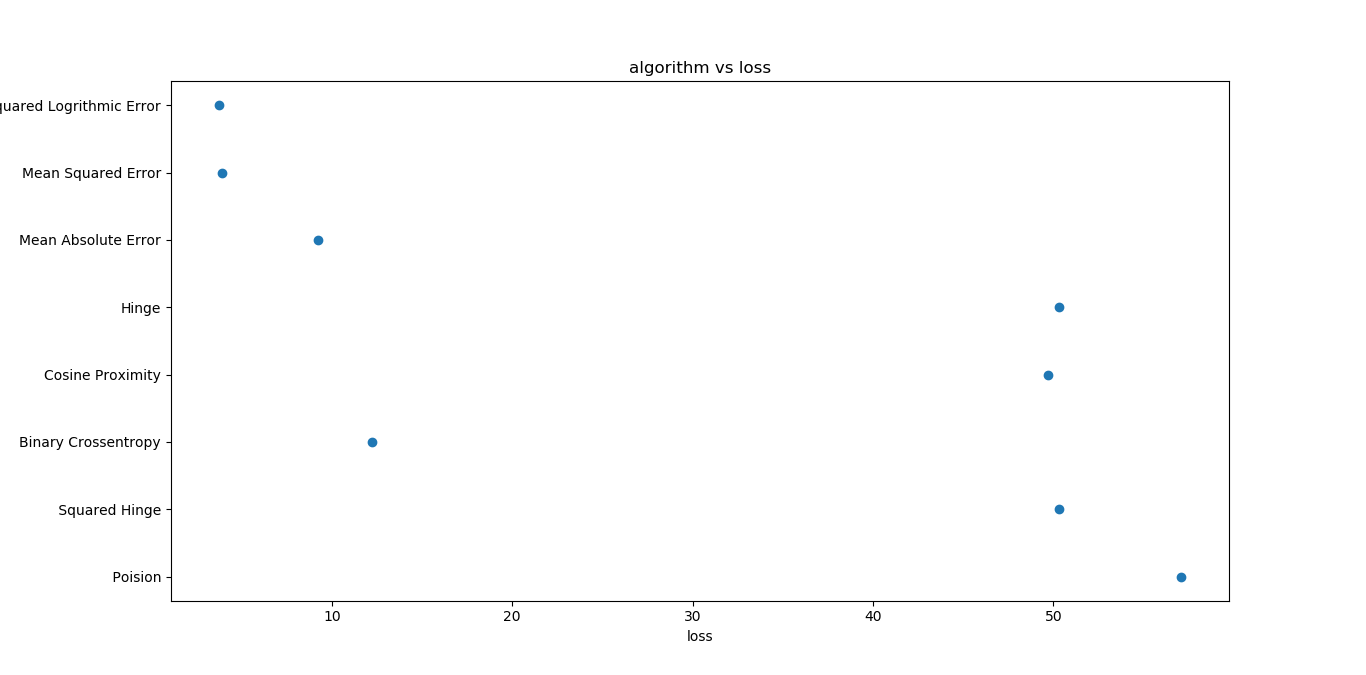 algorithm vs loss
quared Logrithmic Error
Mean Squared Error
Mean Absolute Error
Hinge
Cosine Proximity
Binary Crossentropy
Squared Hinge
Poision
10 20 30 40 50
loss